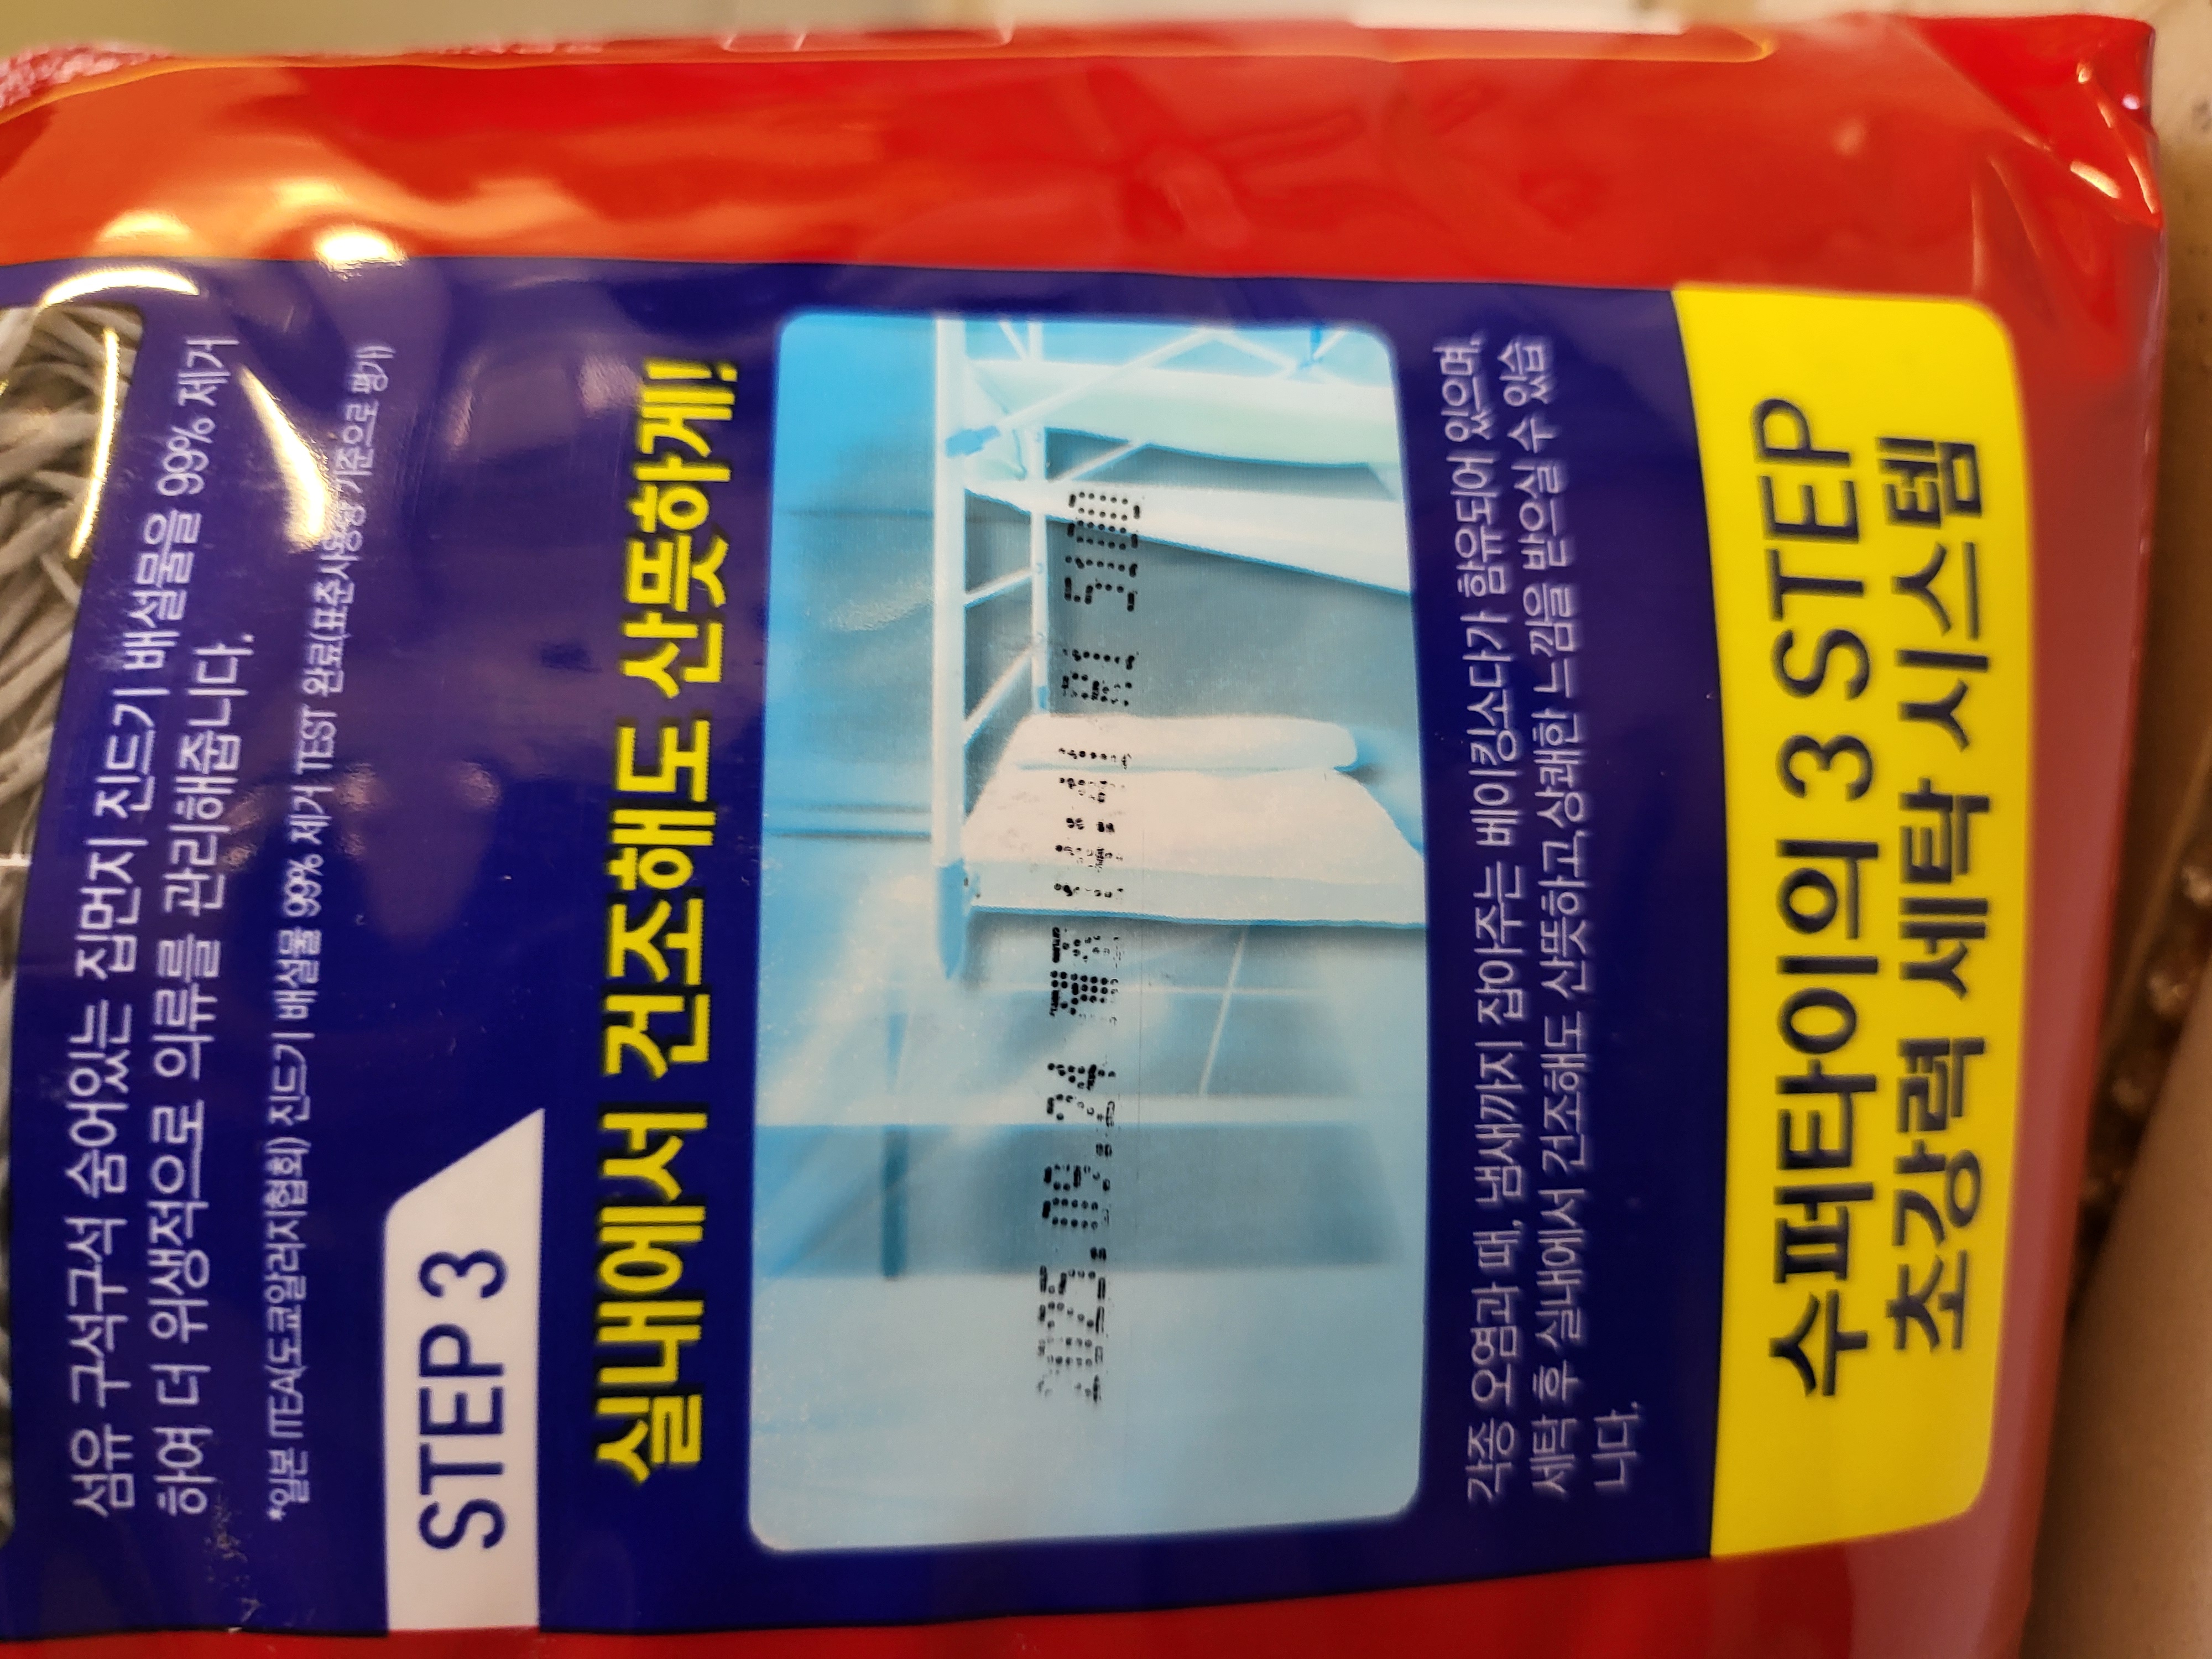 섬유 구석구석 숨어있는 집먼지 진드기 배설물을 99% 제거
하여 더 위생적으로 의류를 관리해줍니다.
*일본 ITEA(도쿄알러지협회) 진드기 배설물 99% 제거 TEST 완료(표준사용량 기준으로 평가)
STEP 3
실내에서 건조해도 산뜻하게!
2025.09.24
각종 오염과 때, 냄새까지 잡아주는 베이킹소다가 함유되어 있으며,
세탁 후 실내에서 건조해도 산뜻하고,상쾌한 느낌을 받으실 수 있습
니다.
수퍼타이의 3 STEP
초강력 세탁 시스템